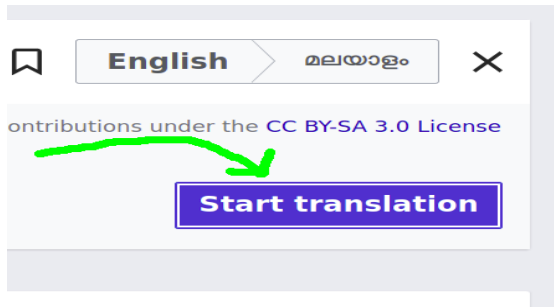 English മലയാളം
ontributions under the CC BY-SA 3.0 License
Start translation